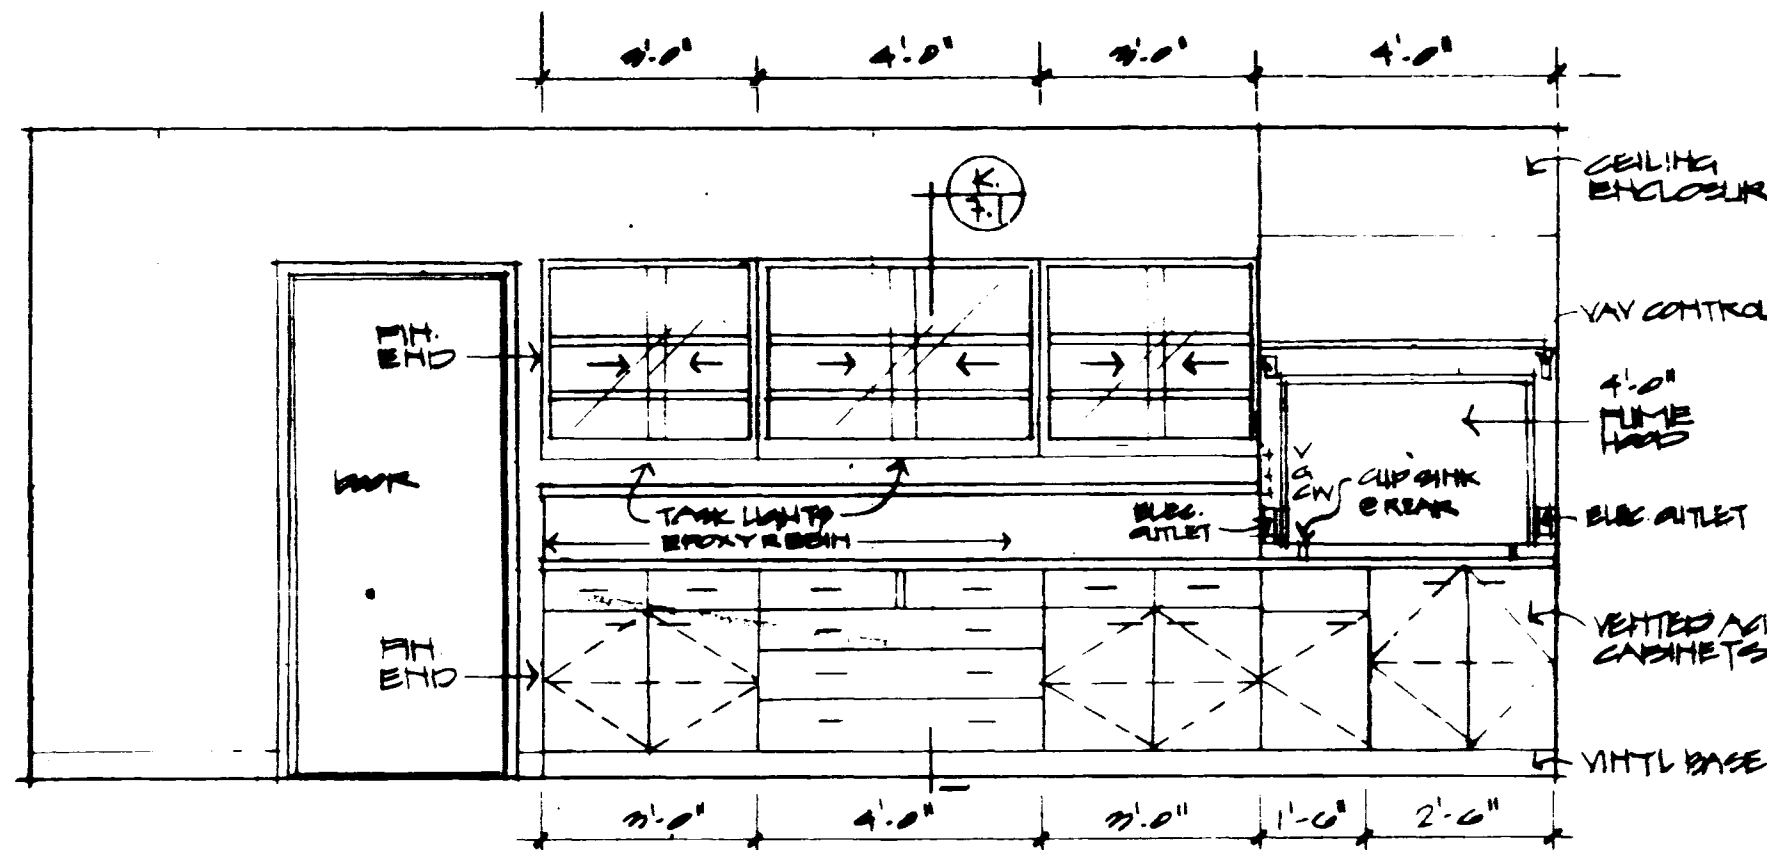 3'-0" 4'-0" 3'-0" 4'-0"
K.
7.1
CEILING
ENCLOSUR
FIN.
END
VAV CONTROL
4'-0"
FUME
HOOD
DOOR
V
G
CW
CUP SINK
@ REAR
TASK LIGHTS
EPOXY RESIN
ELEC.
OUTLET
ELEC. OUTLET
FIN
END
VENTED ACI
CABINETS
VINYL BASE
3'-0" 4'-0" 3'-0" 1'-6" 2'-6"